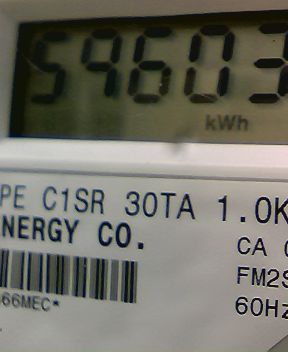 59603
kWh
PE C1SR 30TA 1.0K
NERGY CO.
CA
FM2S
66MEC*
60Hz